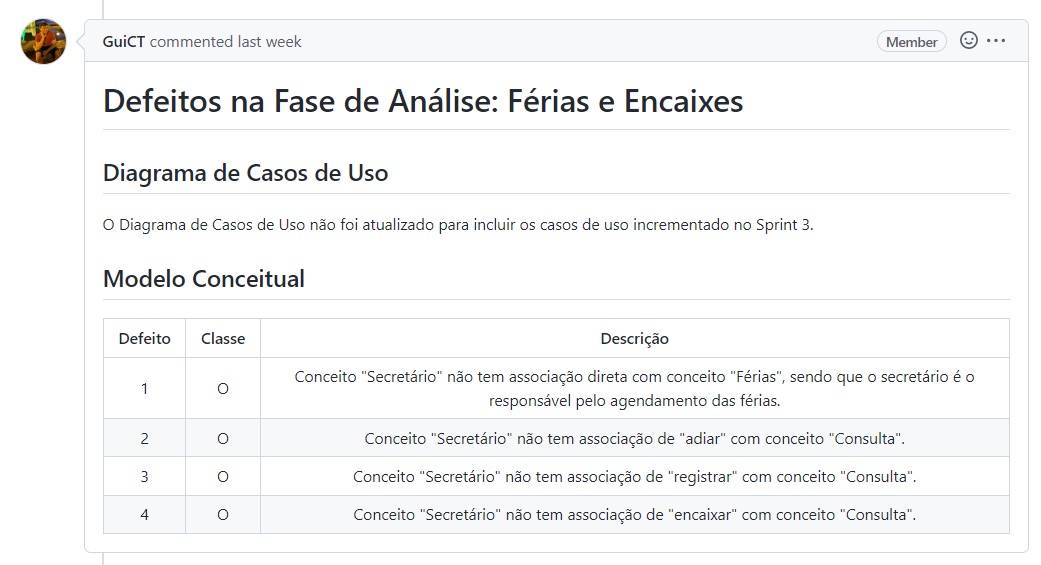 GuiCT commented last week
Member
Defeitos na Fase de Análise: Férias e Encaixes
Diagrama de Casos de Uso
O Diagrama de Casos de Uso não foi atualizado para incluir os casos de uso incrementado no Sprint 3.
Modelo Conceitual
Defeito Classe Descrição
1 O Conceito "Secretário" não tem associação direta com conceito "Férias", sendo que o secretário é o
responsável pelo agendamento das férias.
2 O Conceito "Secretário" não tem associação de "adiar" com conceito "Consulta".
3 O Conceito "Secretário" não tem associação de "registrar" com conceito "Consulta".
4 O Conceito "Secretário" não tem associação de "encaixar" com conceito "Consulta".